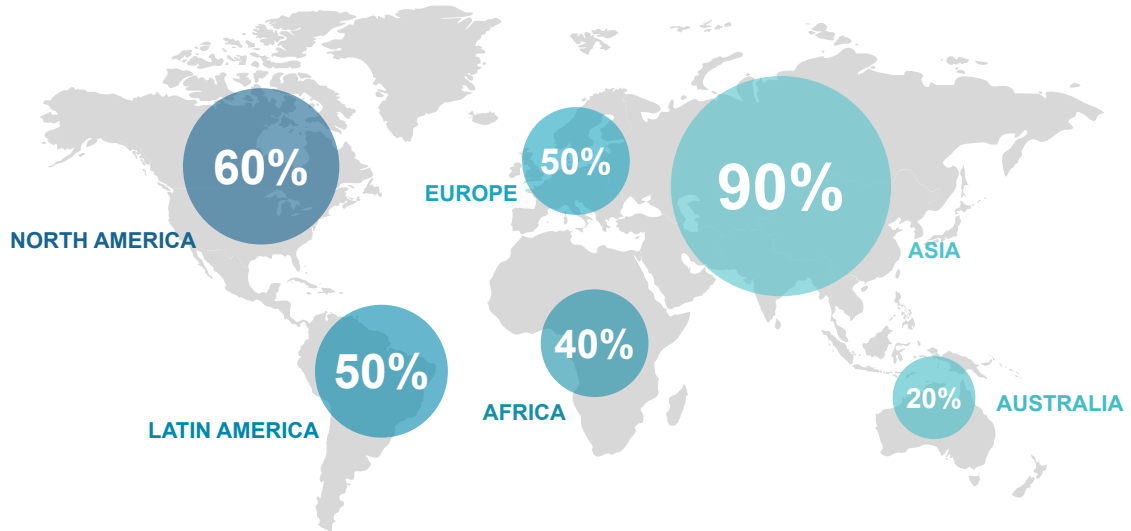 60%
NORTH AMERICA
50%
EUROPE
90%
ASIA
50%
LATIN AMERICA
40%
AFRICA
20%
AUSTRALIA